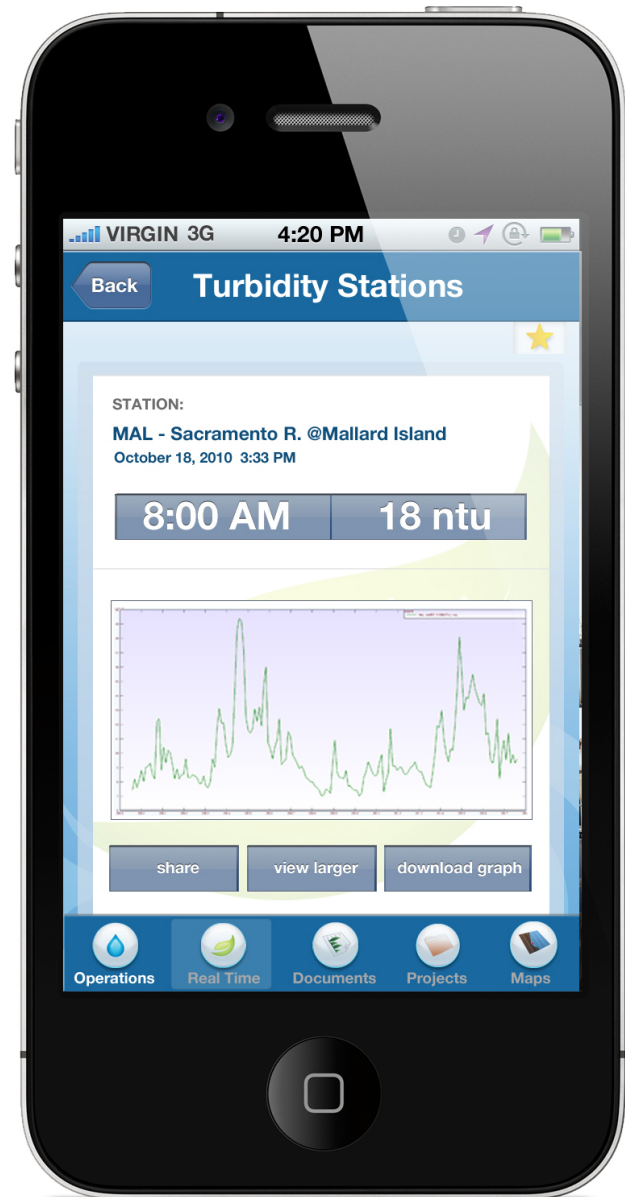 VIRGIN 3G 4:20 PM
Back Turbidity Stations
STATION:
MAL - Sacramento R. @Mallard Island
October 18, 2010 3:33 PM
8:00 AM 18 ntu
share view larger download graph
Operations Real Time Documents Projects Maps